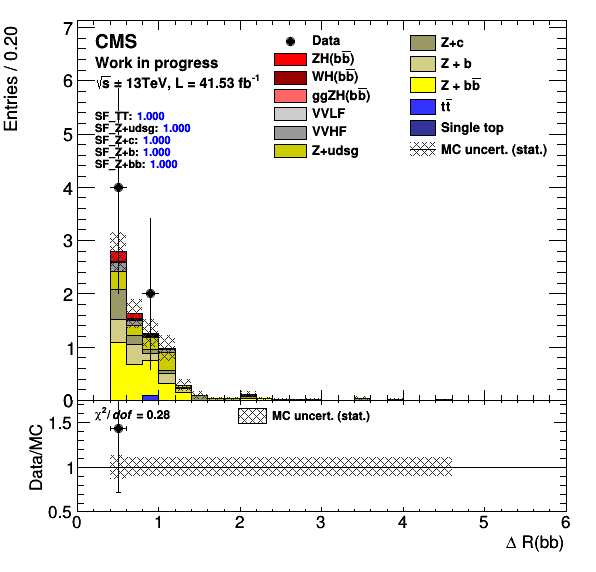 CMS
Work in progress
√s = 13TeV, L = 41.53 fb⁻¹
SF_TT: 1.000
SF_Z+udsg: 1.000
SF_Z+c: 1.000
SF_Z+b: 1.000
SF_Z+bb: 1.000
Data
ZH(bb̅)
WH(bb̅)
ggZH(bb̅)
VVLF
VVHF
Z+udsg
Z+c
Z + b
Z + bb̅
tt̅
Single top
MC uncert. (stat.)
Entries / 0.20
7
6
5
4
3
2
1
0
χ²/dof = 0.28
MC uncert. (stat.)
Data/MC
1.5
1
0.5
0 1 2 3 4 5 6
Δ R(bb)